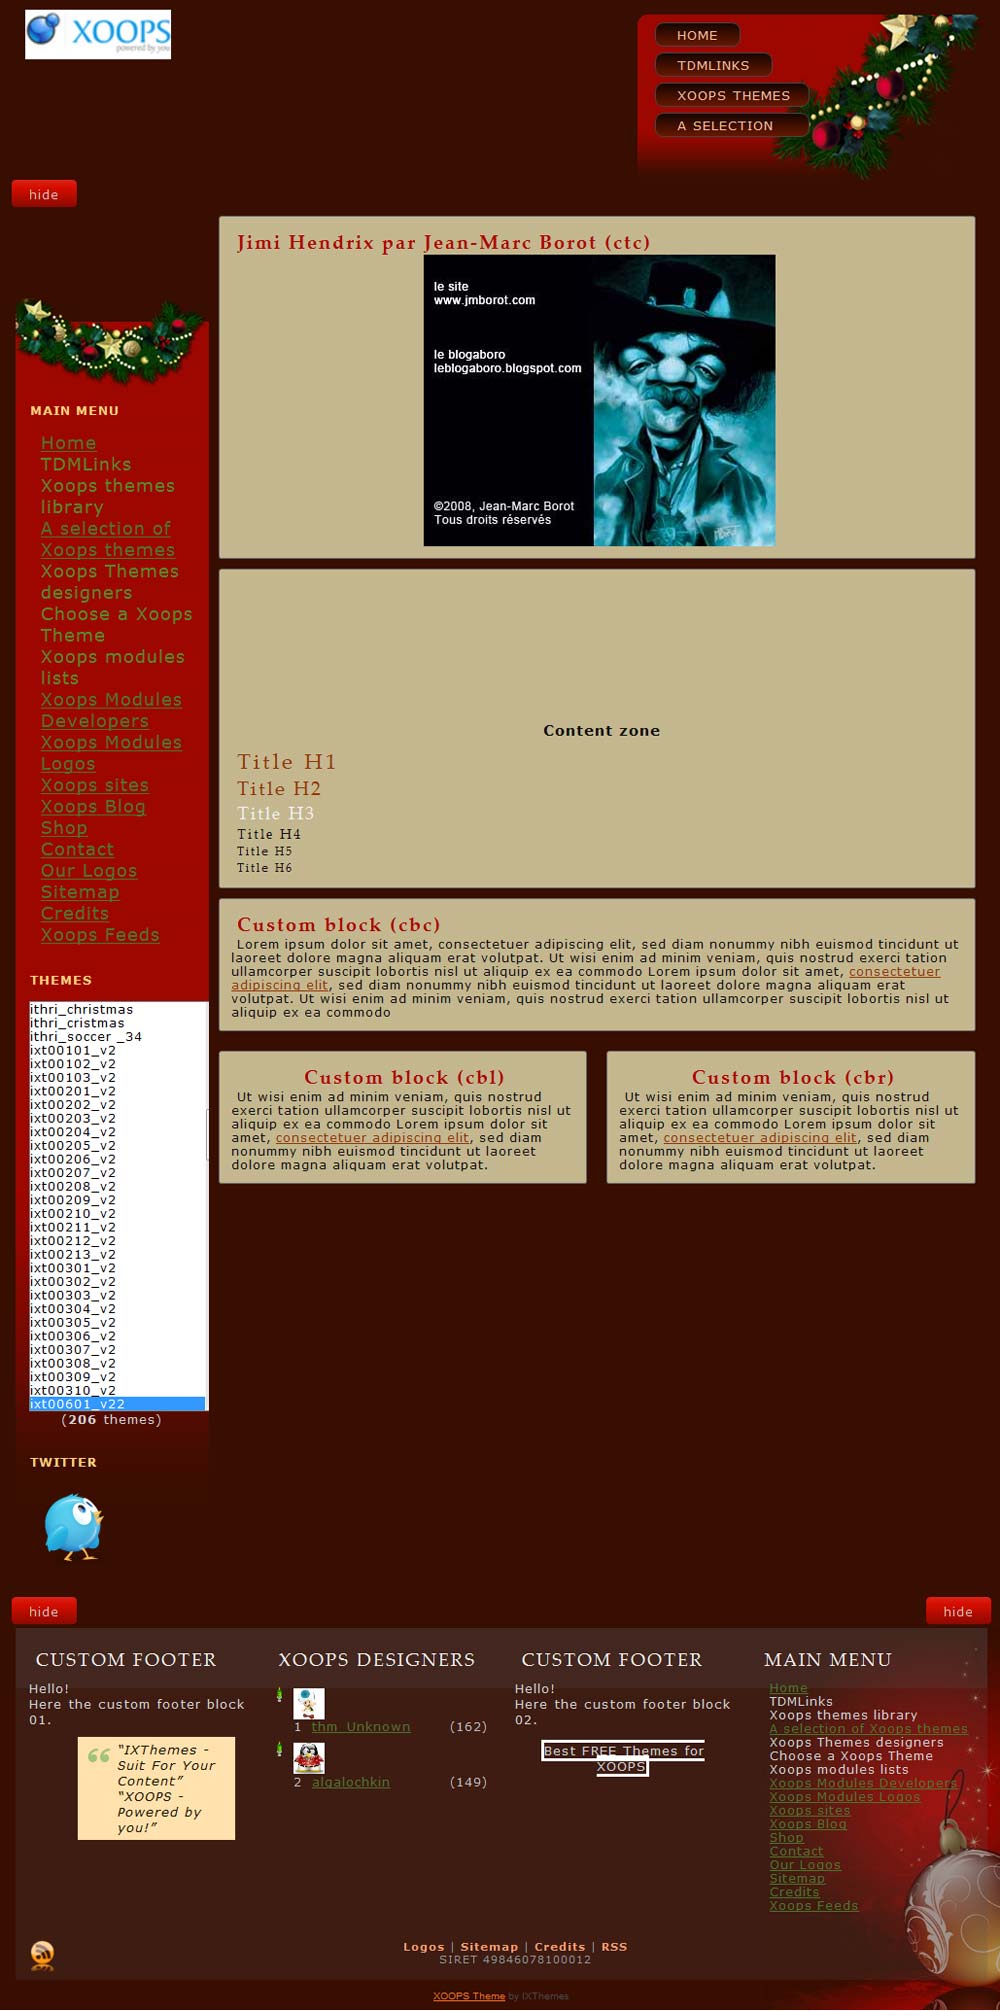 XOOPS
powered by you
HOME
TDMLINKS
XOOPS THEMES
A SELECTION
hide
Jimi Hendrix par Jean-Marc Borot (ctc)
le site
www.jmborot.com
le blogaboro
leblogaboro.blogspot.com
©2008, Jean-Marc Borot
Tous droits réservés
MAIN MENU
Home
TDMLinks
Xoops themes
library
A selection of
Xoops themes
Xoops Themes
designers
Choose a Xoops
Theme
Xoops modules
lists
Xoops Modules
Developers
Xoops Modules
Logos
Xoops sites
Xoops Blog
Shop
Contact
Our Logos
Sitemap
Credits
Xoops Feeds
THEMES
ithri_christmas
ithri_cristmas
ithri_soccer _34
ixt00101_v2
ixt00102_v2
ixt00103_v2
ixt00201_v2
ixt00202_v2
ixt00203_v2
ixt00204_v2
ixt00205_v2
ixt00206_v2
ixt00207_v2
ixt00208_v2
ixt00209_v2
ixt00210_v2
ixt00211_v2
ixt00212_v2
ixt00213_v2
ixt00301_v2
ixt00302_v2
ixt00303_v2
ixt00304_v2
ixt00305_v2
ixt00306_v2
ixt00307_v2
ixt00308_v2
ixt00309_v2
ixt00310_v2
ixt00601_v22
(206 themes)
TWITTER
Content zone
Title H1
Title H2
Title H3
Title H4
Title H5
Title H6
Custom block (cbc)
Lorem ipsum dolor sit amet, consectetuer adipiscing elit, sed diam nonummy nibh euismod tincidunt ut
laoreet dolore magna aliquam erat volutpat. Ut wisi enim ad minim veniam, quis nostrud exerci tation
ullamcorper suscipit lobortis nisl ut aliquip ex ea commodo Lorem ipsum dolor sit amet, consectetuer
adipiscing elit, sed diam nonummy nibh euismod tincidunt ut laoreet dolore magna aliquam erat
volutpat. Ut wisi enim ad minim veniam, quis nostrud exerci tation ullamcorper suscipit lobortis nisl ut
aliquip ex ea commodo
Custom block (cbl)
Ut wisi enim ad minim veniam, quis nostrud
exerci tation ullamcorper suscipit lobortis nisl ut
aliquip ex ea commodo Lorem ipsum dolor sit
amet, consectetuer adipiscing elit, sed diam
nonummy nibh euismod tincidunt ut laoreet
dolore magna aliquam erat volutpat.
Custom block (cbr)
Ut wisi enim ad minim veniam, quis nostrud
exerci tation ullamcorper suscipit lobortis nisl ut
aliquip ex ea commodo Lorem ipsum dolor sit
amet, consectetuer adipiscing elit, sed diam
nonummy nibh euismod tincidunt ut laoreet
dolore magna aliquam erat volutpat.
hide
hide
CUSTOM FOOTER
Hello!
Here the custom footer block
01.
“IXThemes -
Suit For Your
Content”
“XOOPS -
Powered by
you!”
XOOPS DESIGNERS
1 thm_Unknown (162)
2 algalochkin (149)
CUSTOM FOOTER
Hello!
Here the custom footer block
02.
Best FREE Themes for
XOOPS
MAIN MENU
Home
TDMLinks
Xoops themes library
A selection of Xoops themes
Xoops Themes designers
Choose a Xoops Theme
Xoops modules lists
Xoops Modules Developers
Xoops Modules Logos
Xoops sites
Xoops Blog
Shop
Contact
Our Logos
Sitemap
Credits
Xoops Feeds
Logos | Sitemap | Credits | RSS
SIRET 49846078100012
XOOPS Theme by IXThemes